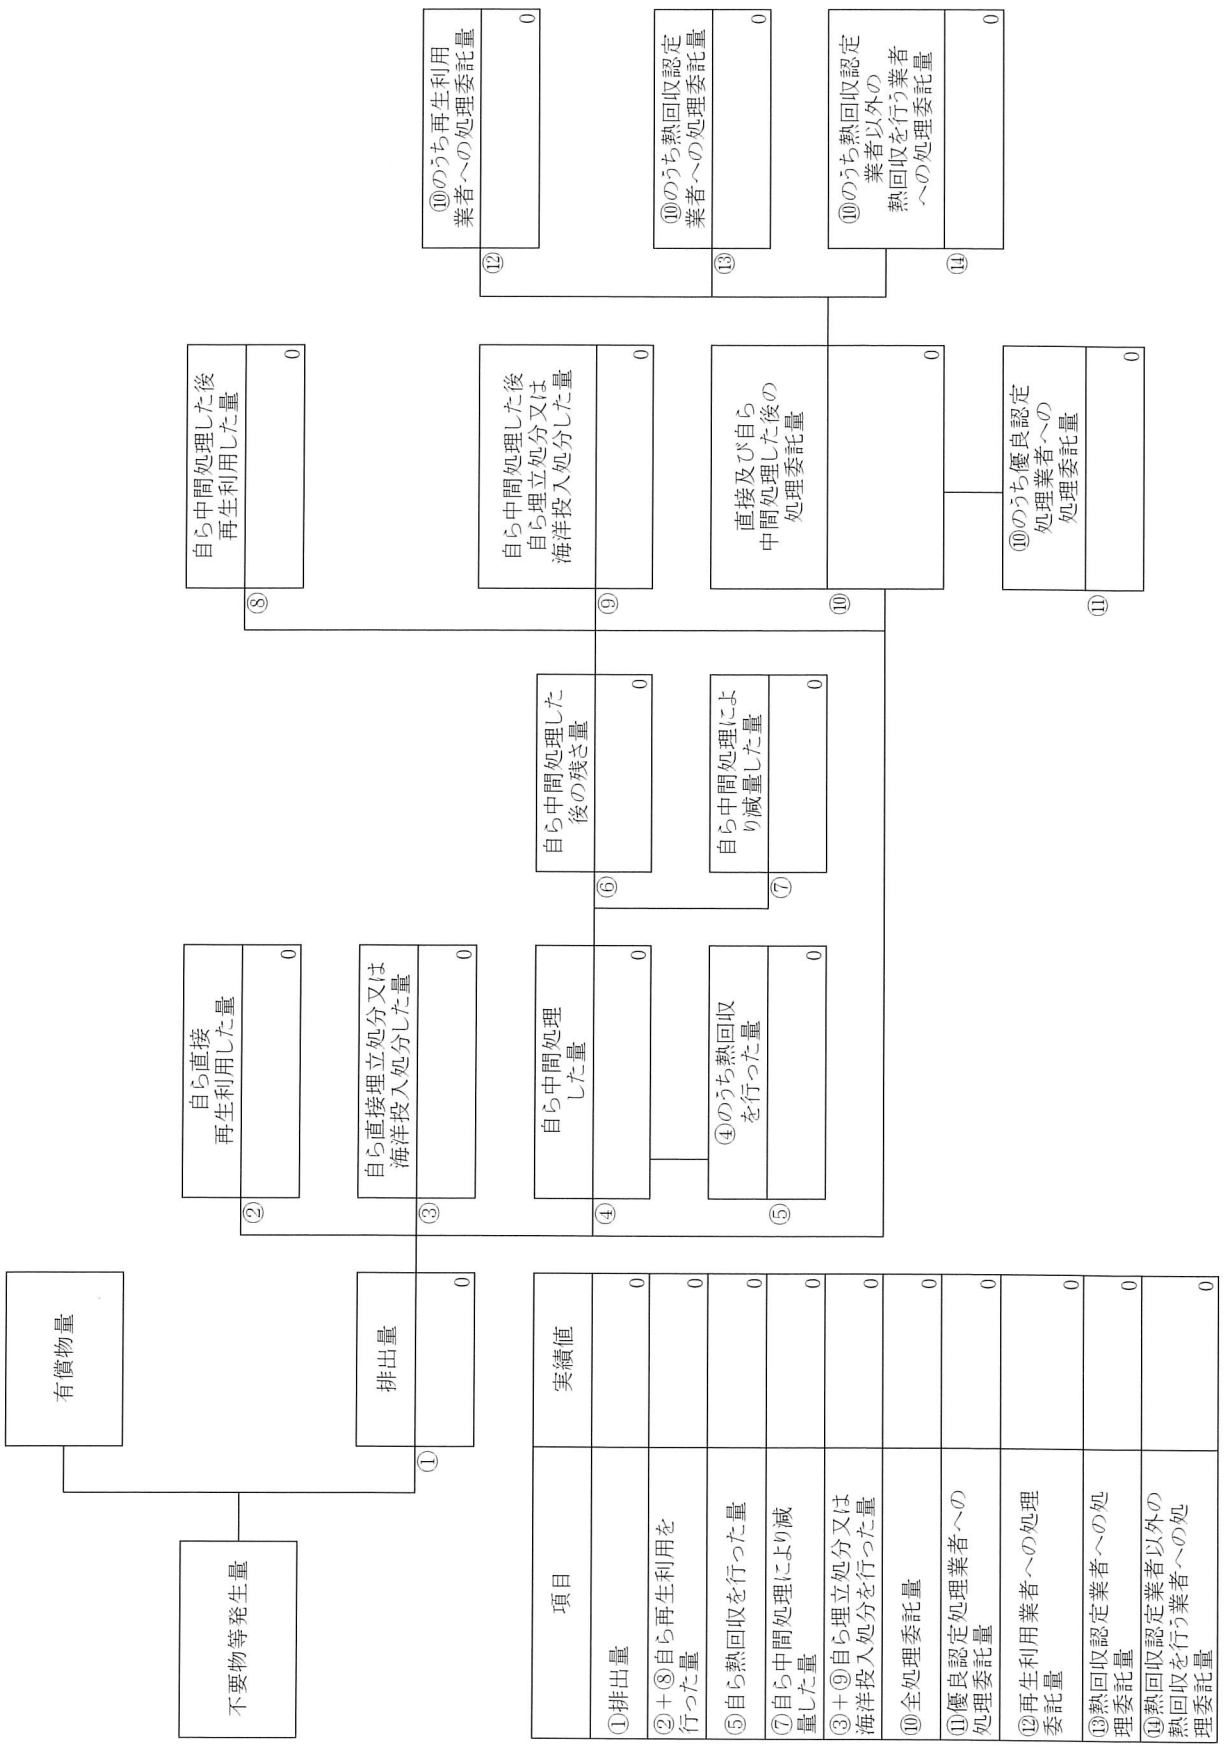 不要物等発生量
有償物量
①
排出量
0
②
自ら直接
再生利用した量
0
③
自ら直接埋立処分又は
海洋投入処分した量
0
④
自ら中間処理
した量
0
⑤
④のうち熱回収
を行った量
0
⑥
自ら中間処理した
後の残さ量
0
⑦
自ら中間処理によ
り減量した量
0
⑧
自ら中間処理した後
再生利用した量
0
⑨
自ら中間処理した後
自ら埋立処分又は
海洋投入処分した量
0
⑩
直接及び自ら
中間処理した後の
処理委託量
0
⑪
⑩のうち優良認定
処理業者への
処理委託量
0
⑫
⑩のうち再生利用
業者への処理委託量
0
⑬
⑩のうち熱回収認定
業者への処理委託量
0
⑭
⑩のうち熱回収認定
業者以外の
熱回収を行う業者
への処理委託量
0
項目 実績値
①排出量 0
②+⑧自ら再生利用を
行った量 0
⑤自ら熱回収を行った量 0
⑦自ら中間処理により減
量した量 0
③+⑨自ら埋立処分又は
海洋投入処分を行った量 0
⑩全処理委託量 0
⑪優良認定処理業者への
処理委託量 0
⑫再生利用業者への処理
委託量 0
⑬熱回収認定業者への処
理委託量 0
⑭熱回収認定業者以外の
熱回収を行う業者への処
理委託量 0